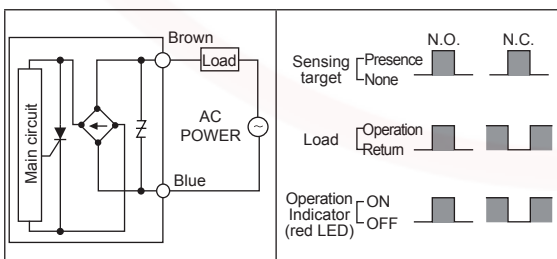 Brown
Load
Main circuit
AC
POWER
~
Blue
N.O. N.C.
Sensing
target
Presence
None
Load
Operation
Return
Operation
Indicator
(red LED)
ON
OFF